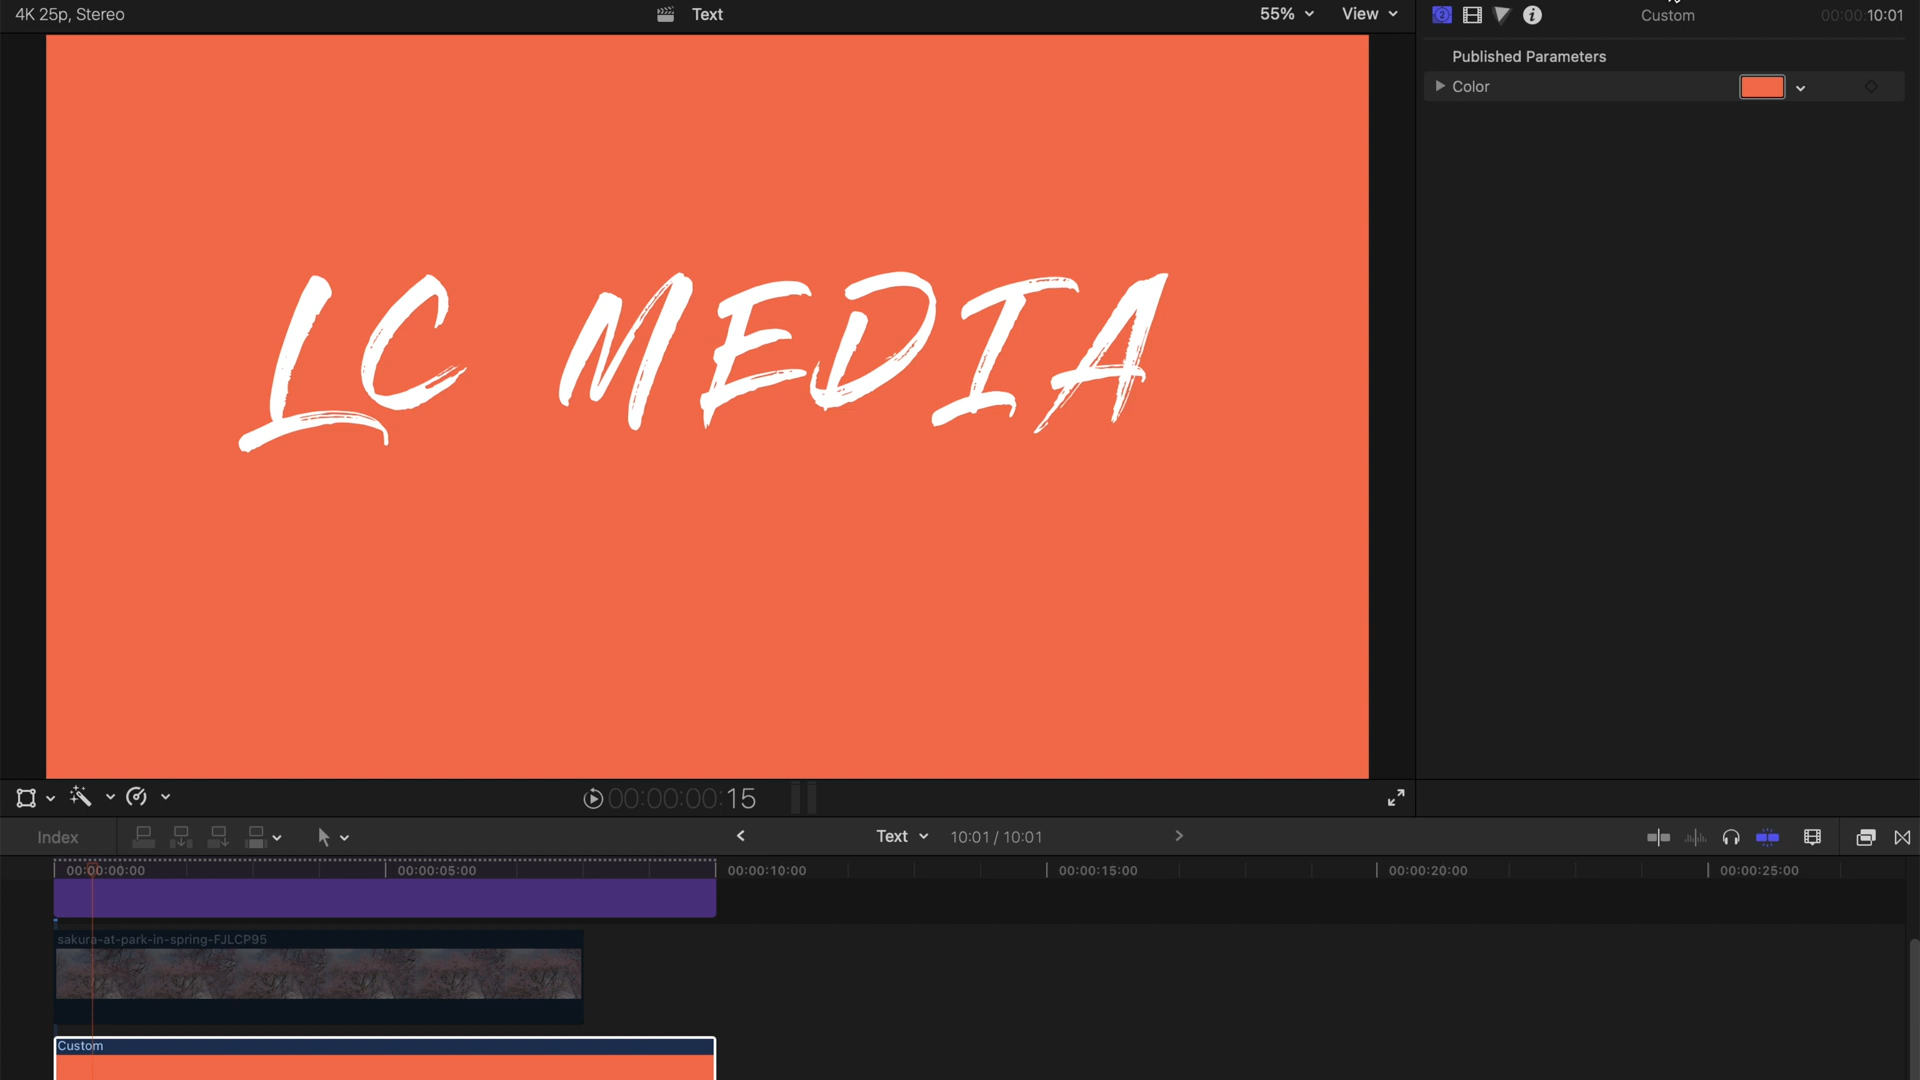 4K 25p, Stereo
Text
55%
View
Custom
00:00:10:01
Published Parameters
Color
LC MEDIA
00:00:00:15
Index
Text
10:01 / 10:01
00:00:00:00
00:00:05:00
00:00:10:00
00:00:15:00
00:00:20:00
00:00:25:00
sakura-at-park-in-spring-FJLCP95
Custom